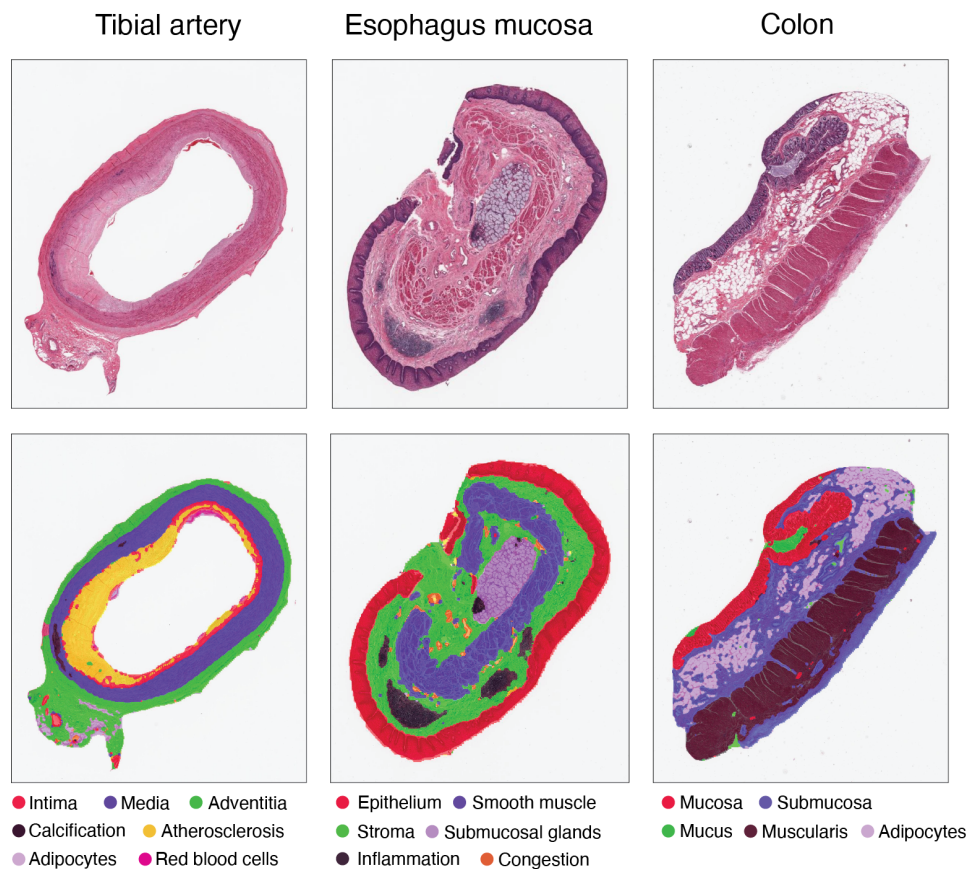 Tibial artery
Esophagus mucosa
Colon
Intima
Media
Adventitia
Calcification
Atherosclerosis
Adipocytes
Red blood cells
Epithelium
Smooth muscle
Stroma
Submucosal glands
Inflammation
Congestion
Mucosa
Submucosa
Mucus
Muscularis
Adipocytes